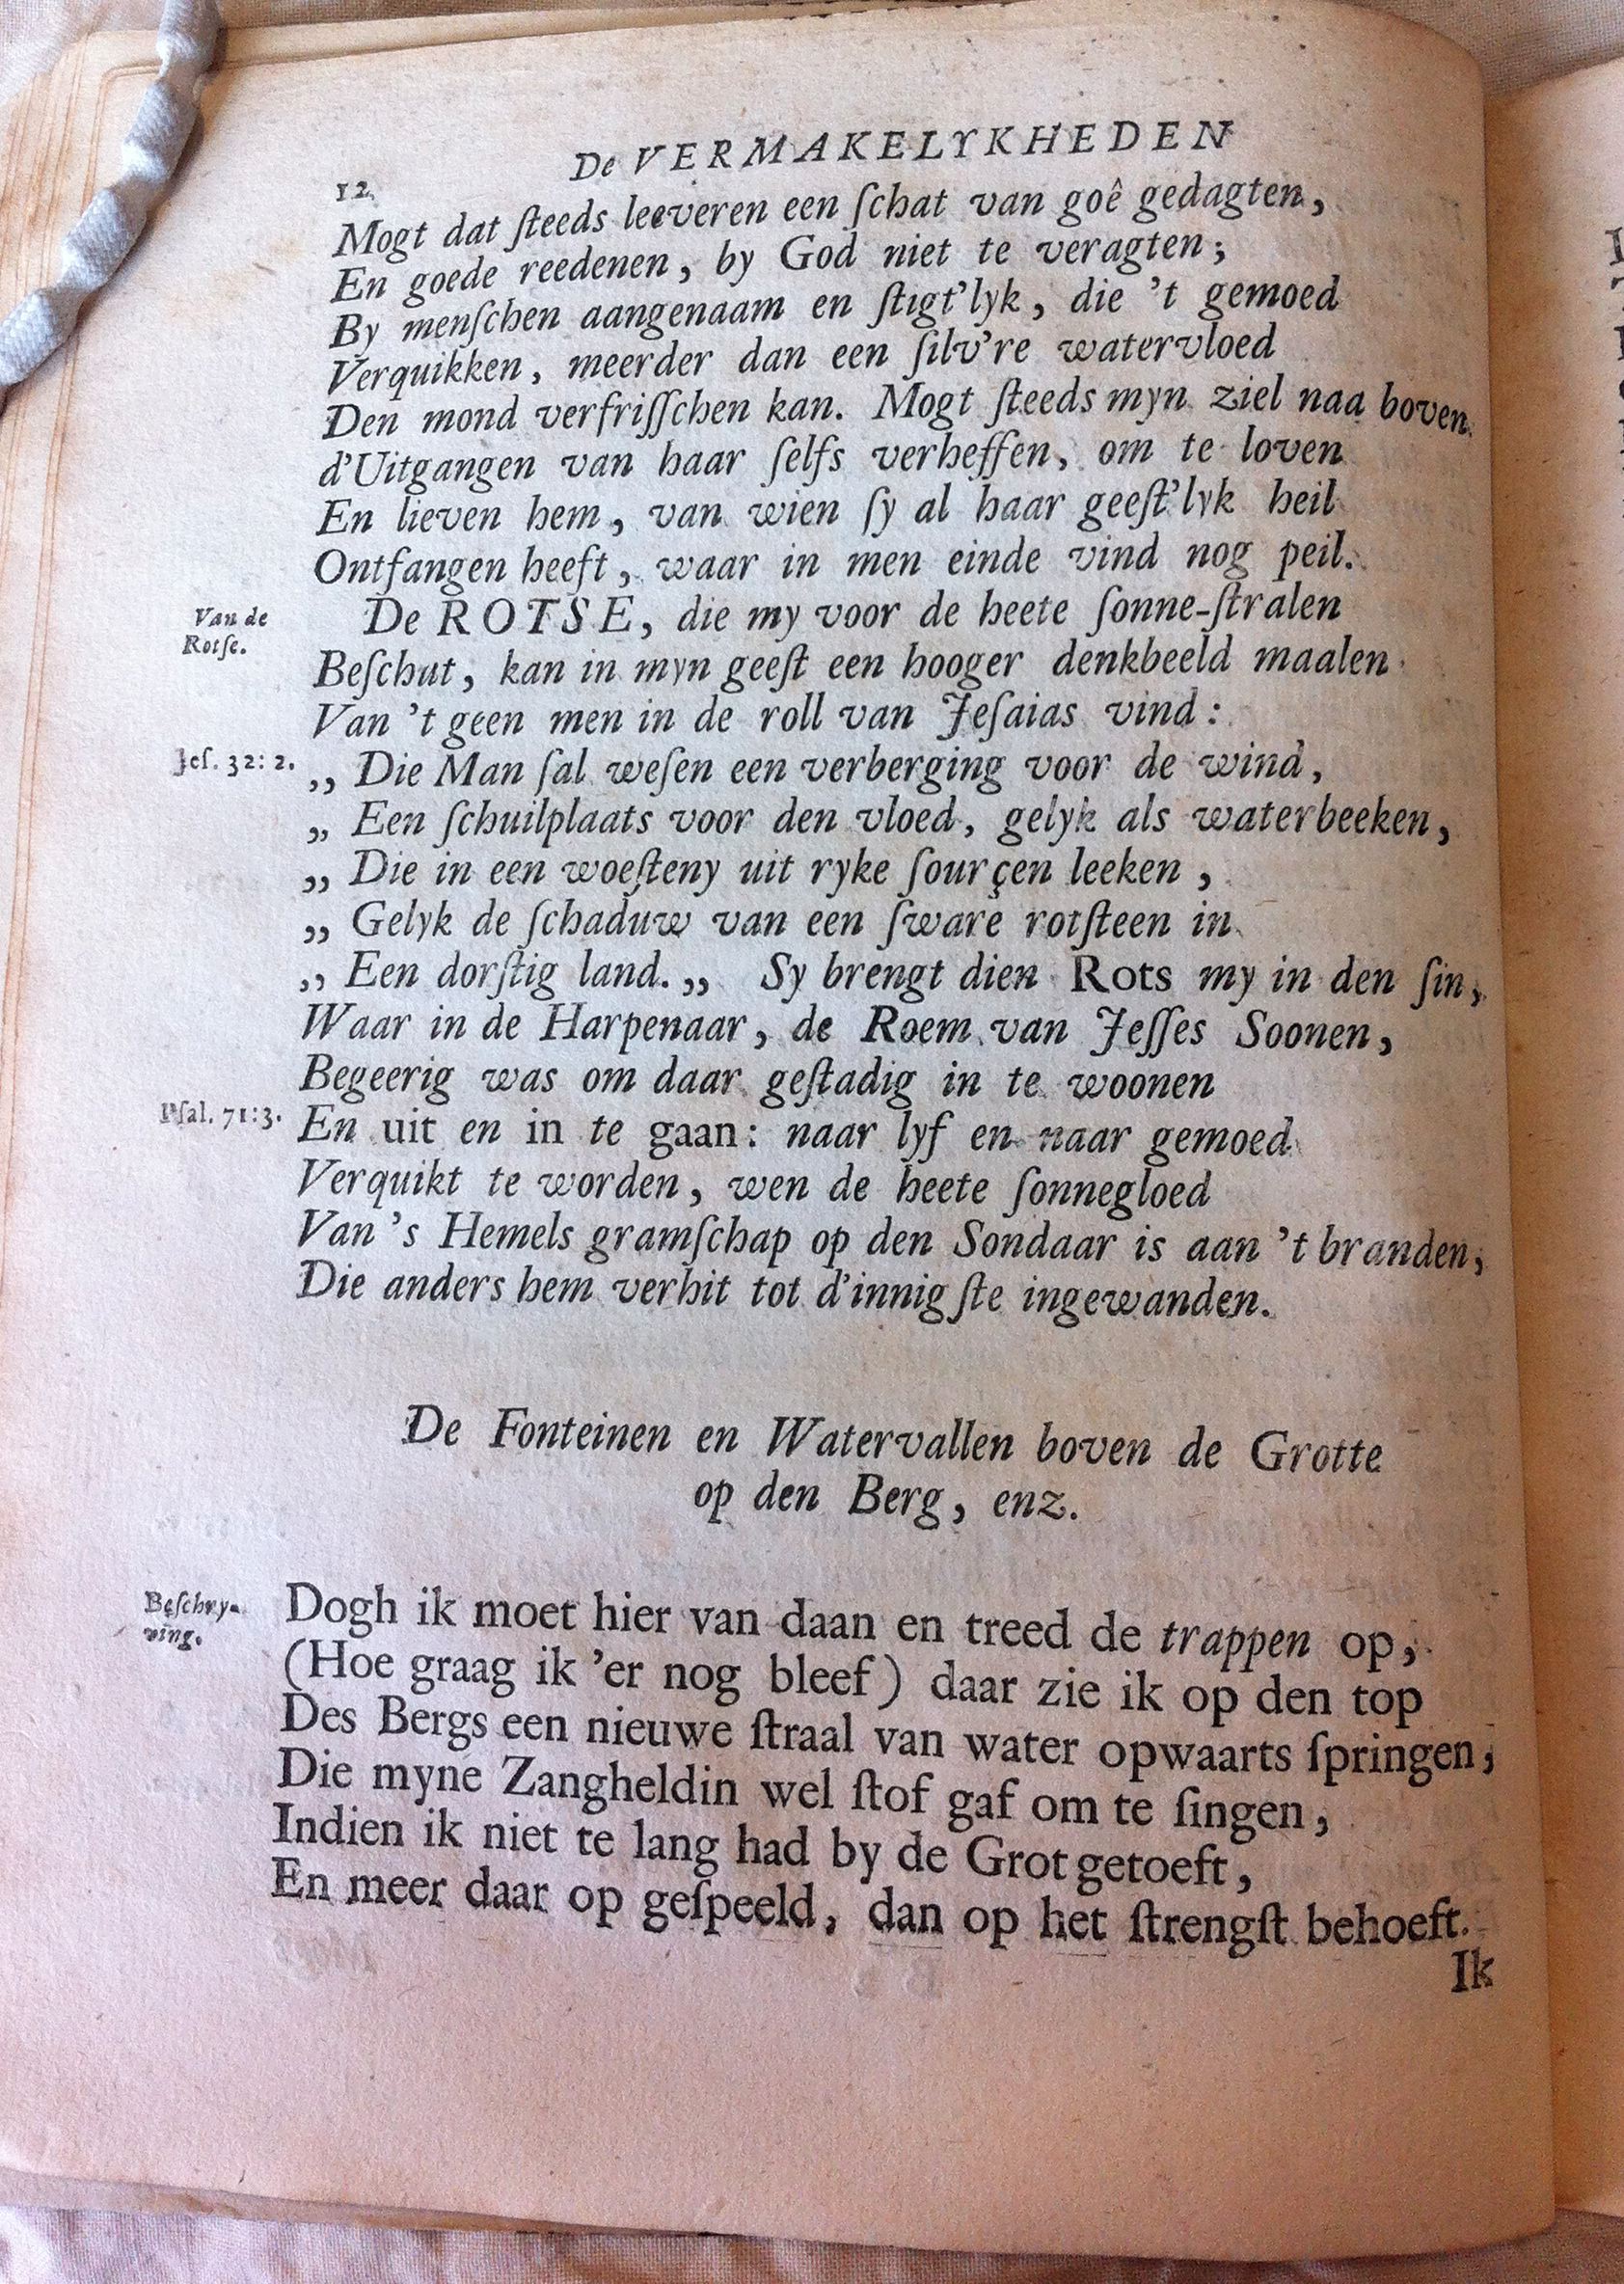 De VERMAKELYKHEDEN
12
Mogt dat ſteeds leeveren een ſchat van goê gedagten,
En goede reedenen, by God niet te veragten;
By menſchen aangenaam en ſtigt'lyk, die 't gemoed
Verquikken, meerder dan een ſilv're watervloed
Den mond verfriſſchen kan. Mogt ſteeds myn ziel naa boven
d'Uitgangen van haar ſelfs verheffen, om te loven
En lieven hem, van wien ſy al haar geeſt'lyk heil
Ontfangen heeft, waar in men einde vind nog peil.
Van de
Rotſe.
De ROTSE, die my voor de heete ſonne-ſtralen
Beſchut, kan in myn geeſt een hooger denkbeeld maalen
Van 't geen men in de roll van Jeſaias vind:
Jeſ. 32: 2.
„ Die Man ſal weſen een verberging voor de wind,
„ Een ſchuilplaats voor den vloed, gelyk als waterbeeken,
„ Die in een woeſteny uit ryke ſourçen leeken,
„ Gelyk de ſchaduw van een ſware rotſteen in
„ Een dorſtig land. „ Sy brengt dien Rots my in den ſin,
Waar in de Harpenaar, de Roem van Jeſſes Soonen,
Begeerig was om daar geſtadig in te woonen
Pſal. 71:3.
En uit en in te gaan: naar lyf en naar gemoed
Verquikt te worden, wen de heete ſonnegloed
Van 's Hemels gramſchap op den Sondaar is aan 't branden,
Die anders hem verhit tot d'innigſte ingewanden.
De Fonteinen en Watervallen boven de Grotte
op den Berg, enz.
Beſchry-
ving.
Dogh ik moet hier van daan en treed de trappen op,
(Hoe graag ik 'er nog bleef) daar zie ik op den top
Des Bergs een nieuwe ſtraal van water opwaarts ſpringen,
Die myne Zangheldin wel ſtof gaf om te ſingen,
Indien ik niet te lang had by de Grot getoeft,
En meer daar op geſpeeld, dan op het ſtrengſt behoeft.
Ik